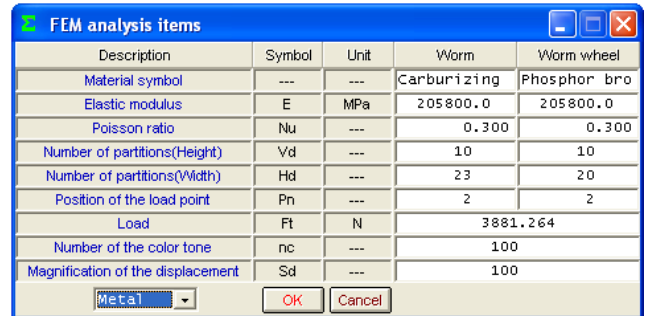 Σ FEM analysis items
Description Symbol Unit Worm Worm wheel
Material symbol --- --- Carburizing Phosphor bro
Elastic modulus E MPa 205800.0 205800.0
Poisson ratio Nu --- 0.300 0.300
Number of partitions(Height) Vd --- 10 10
Number of partitions(Width) Hd --- 23 20
Position of the load point Pn --- 2 2
Load Ft N 3881.264
Number of the color tone nc --- 100
Magnification of the displacement Sd --- 100
Metal OK Cancel